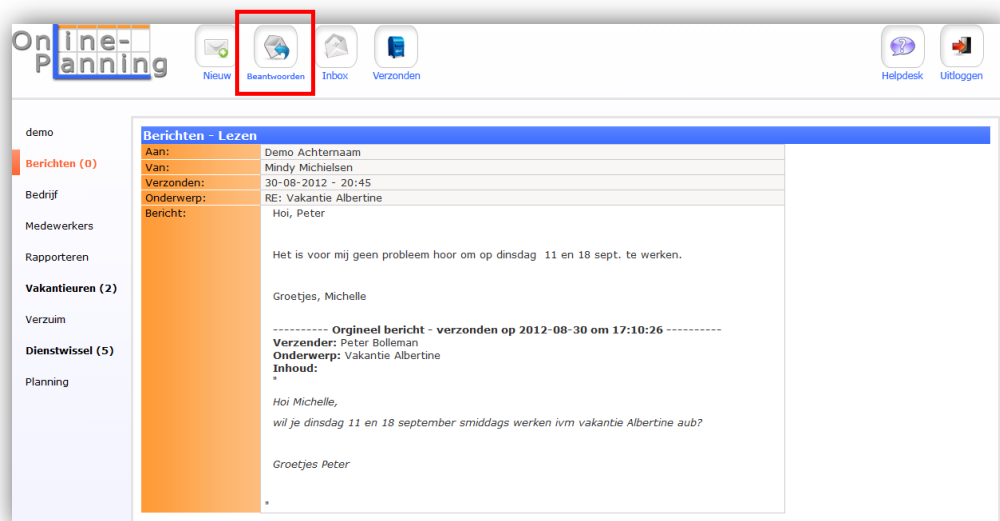 Online-
Planning
Nieuw
Beantwoorden
Inbox
Verzonden
Helpdesk
Uitloggen
demo
Berichten (0)
Bedrijf
Medewerkers
Rapporteren
Vakantieuren (2)
Verzuim
Dienstwissel (5)
Planning
Berichten - Lezen
Aan: Demo Achternaam
Van: Mindy Michielsen
Verzonden: 30-08-2012 - 20:45
Onderwerp: RE: Vakantie Albertine
Bericht: Hoi, Peter
Het is voor mij geen probleem hoor om op dinsdag 11 en 18 sept. te werken.
Groetjes, Michelle
---------- Orgineel bericht - verzonden op 2012-08-30 om 17:10:26 ----------
Verzender: Peter Bolleman
Onderwerp: Vakantie Albertine
Inhoud:
"
Hoi Michelle,
wil je dinsdag 11 en 18 september smiddags werken ivm vakantie Albertine aub?
Groetjes Peter
"